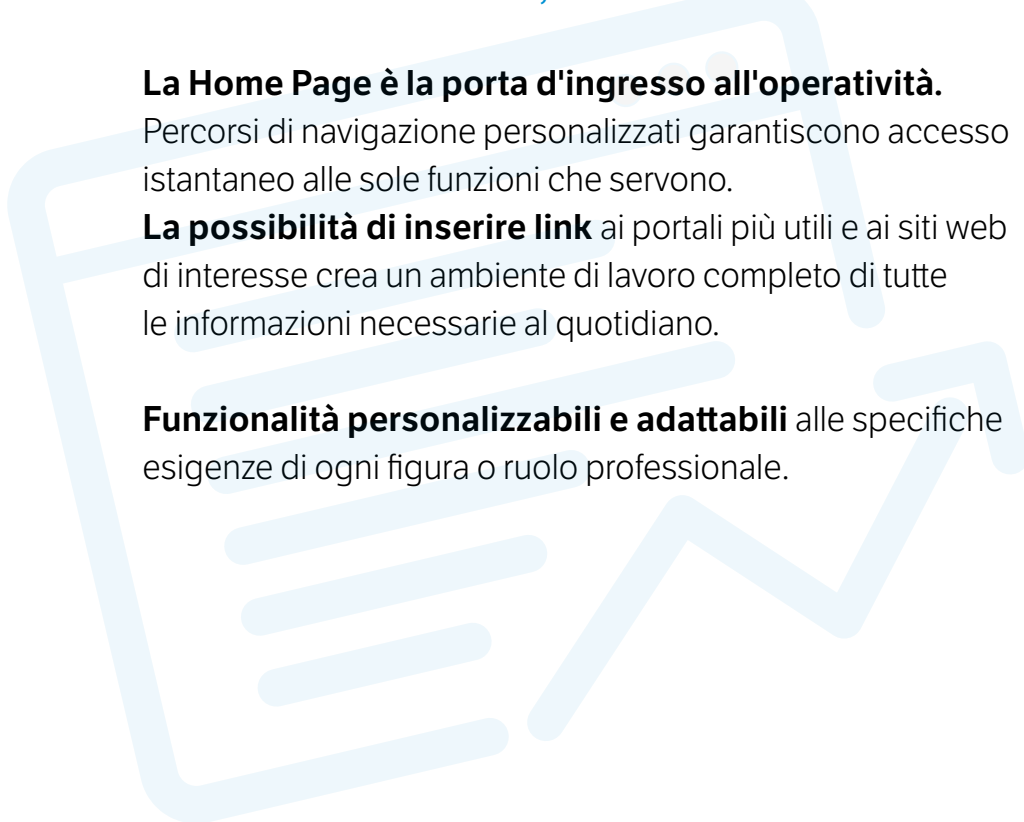 La Home Page è la porta d'ingresso all'operatività.
Percorsi di navigazione personalizzati garantiscono accesso
istantaneo alle sole funzioni che servono.
La possibilità di inserire link ai portali più utili e ai siti web
di interesse crea un ambiente di lavoro completo di tutte
le informazioni necessarie al quotidiano.
Funzionalità personalizzabili e adattabili alle specifiche
esigenze di ogni figura o ruolo professionale.